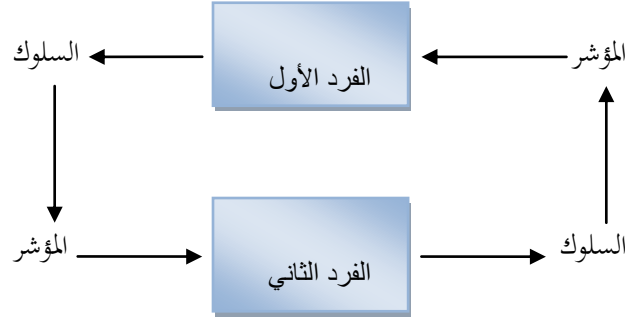 المؤشر
الفرد الأول
السلوك
السلوك
الفرد الثاني
المؤشر